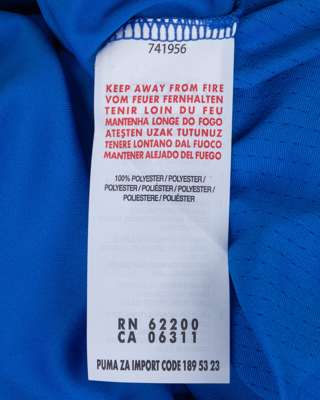 741956
KEEP AWAY FROM FIRE
VOM FEUER FERNHALTEN
TENIR LOIN DU FEU
MANTENHA LONGE DO FOGO
ATEŞTEN UZAK TUTUNUZ
TENERE LONTANO DAL FUOCO
MANTENER ALEJADO DEL FUEGO
100% POLYESTER / POLYESTER /
POLYESTER / POLIÉSTER / POLYESTER /
POLIESTERE / POLIÉSTER
RN 62200
CA 06311
PUMA ZA IMPORT CODE 189 53 23